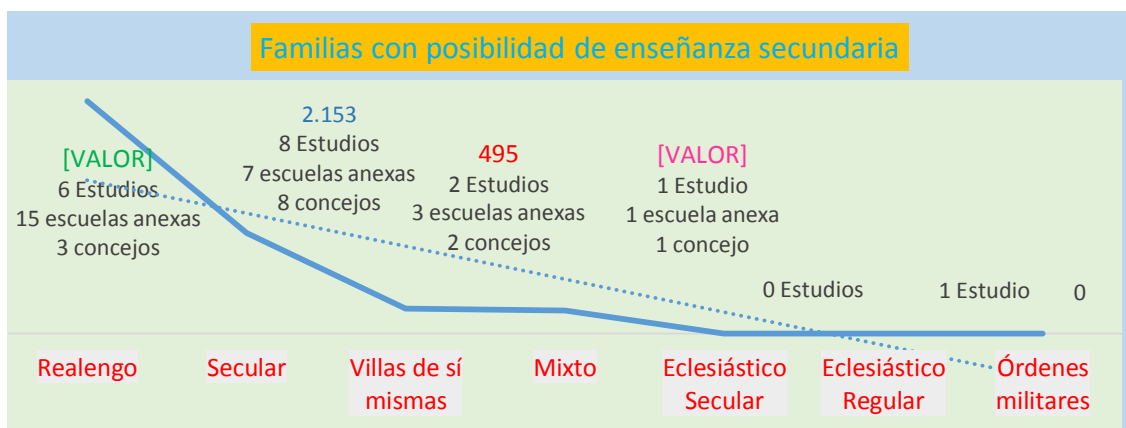 Familias con posibilidad de enseñanza secundaria
[VALOR]
6 Estudios
15 escuelas anexas
3 concejos
2.153
8 Estudios
7 escuelas anexas
8 concejos
495
2 Estudios
3 escuelas anexas
2 concejos
[VALOR]
1 Estudio
1 escuela anexa
1 concejo
0 Estudios
1 Estudio
0
Realengo
Secular
Villas de sí
mismas
Mixto
Eclesiástico
Secular
Eclesiástico
Regular
Órdenes
militares